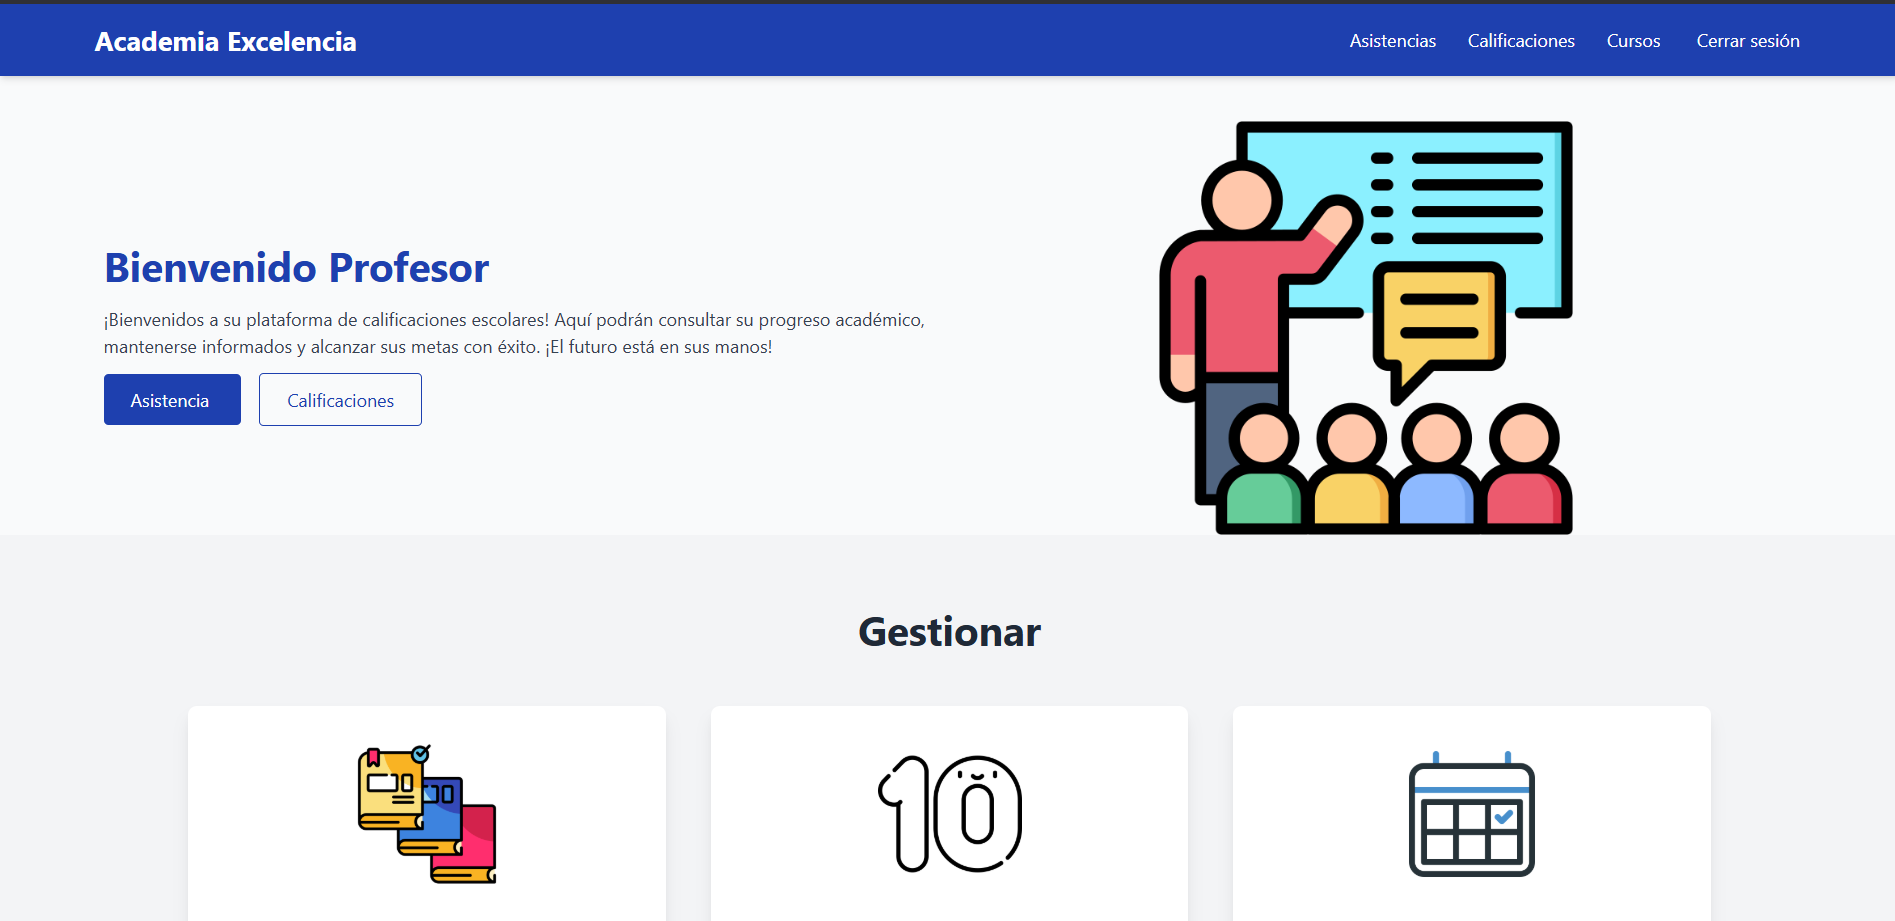 Academia Excelencia
Asistencias
Calificaciones
Cursos
Cerrar sesión
Bienvenido Profesor
¡Bienvenidos a su plataforma de calificaciones escolares! Aquí podrán consultar su progreso académico,
mantenerse informados y alcanzar sus metas con éxito. ¡El futuro está en sus manos!
Asistencia
Calificaciones
Gestionar
10